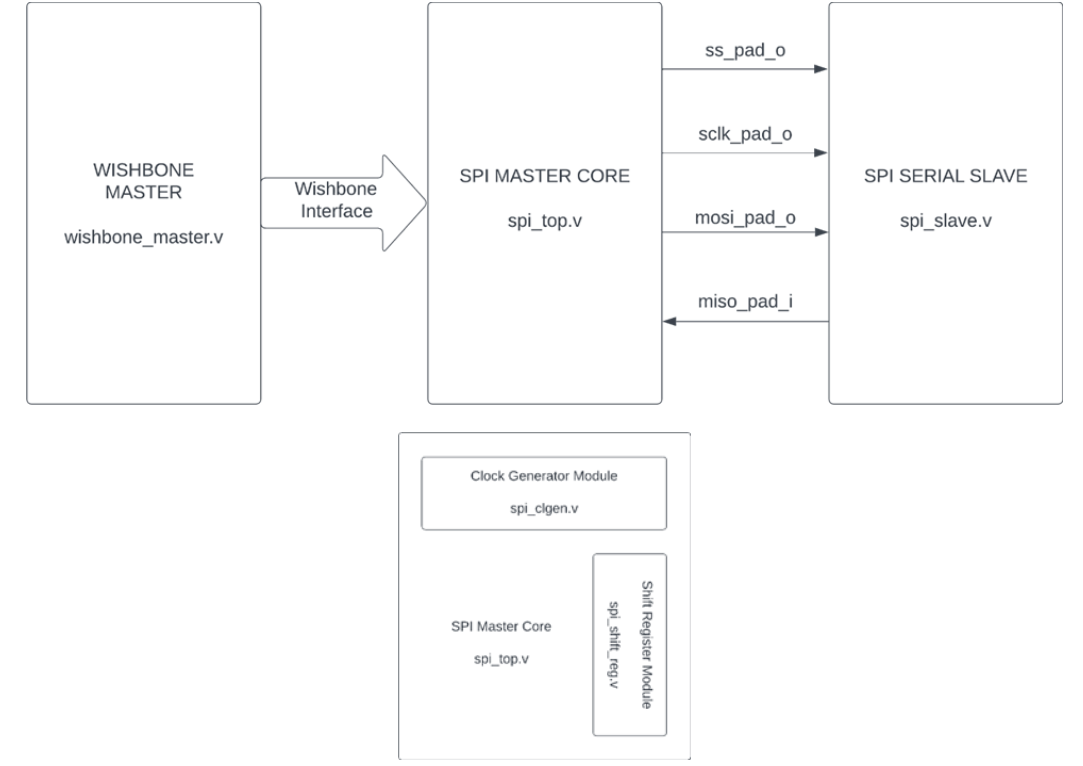 WISHBONE
MASTER
wishbone_master.v
Wishbone
Interface
SPI MASTER CORE
spi_top.v
ss_pad_o
sclk_pad_o
mosi_pad_o
miso_pad_i
SPI SERIAL SLAVE
spi_slave.v
Clock Generator Module
spi_clgen.v
SPI Master Core
spi_top.v
Shift Register Module
spi_shift_reg.v